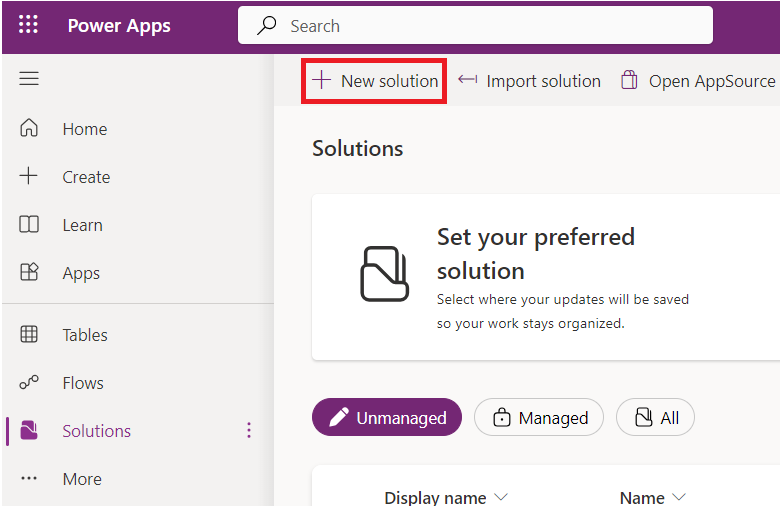 Power Apps
Search
New solution
Import solution
Open AppSource
Home
Create
Learn
Apps
Tables
Flows
Solutions
More
Solutions
Set your preferred
solution
Select where your updates will be saved
so your work stays organized.
Unmanaged
Managed
All
Display name
Name